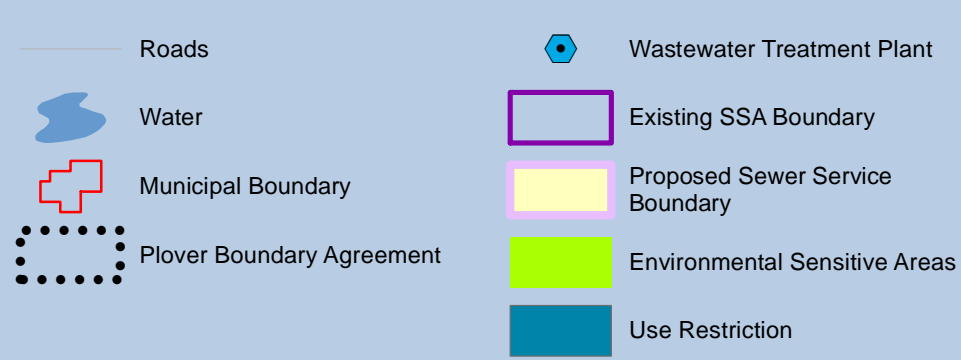 Roads
Water
Municipal Boundary
Plover Boundary Agreement
Wastewater Treatment Plant
Existing SSA Boundary
Proposed Sewer Service
Boundary
Environmental Sensitive Areas
Use Restriction